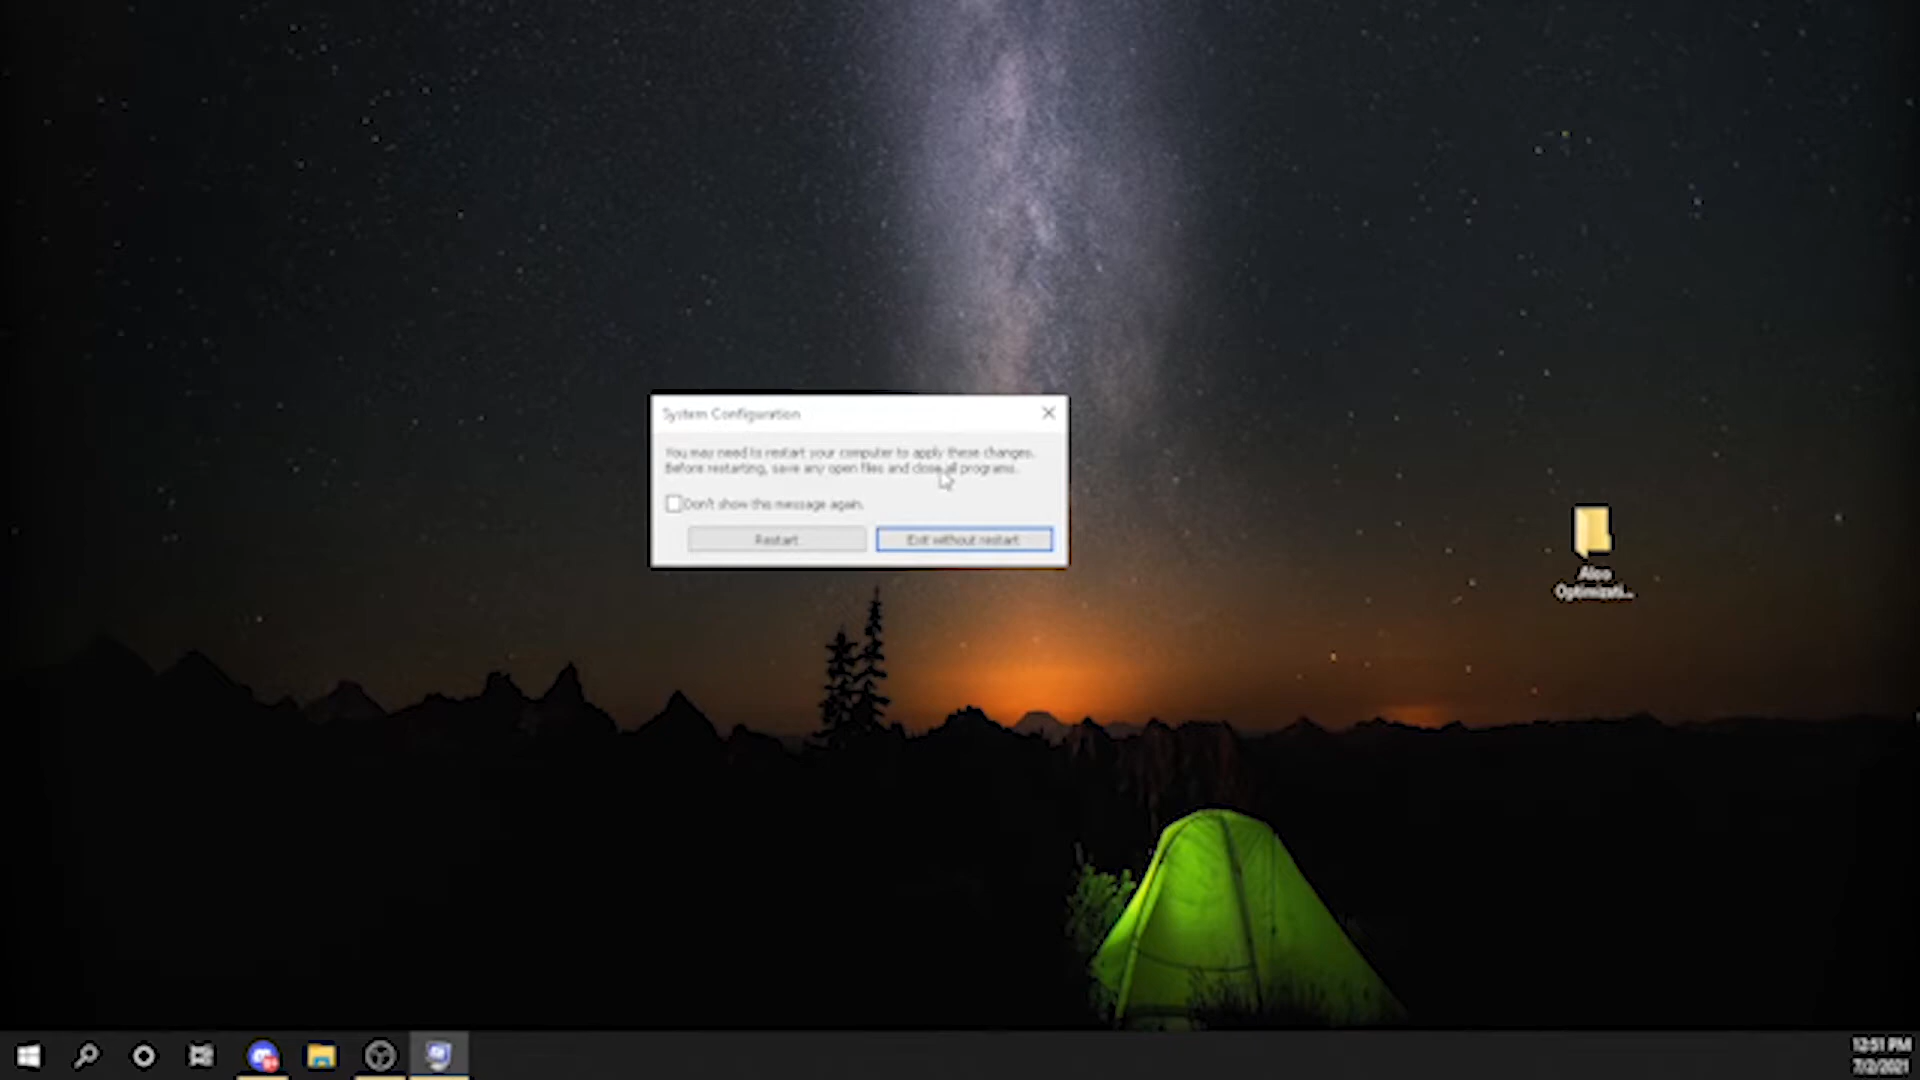 System Configuration
You may need to restart your computer to apply these changes.
Before restarting, save any open files and close all programs.
Don't show this message again.
Restart
Exit without restart
Optimizati...
12:51 PM
7/2/2021